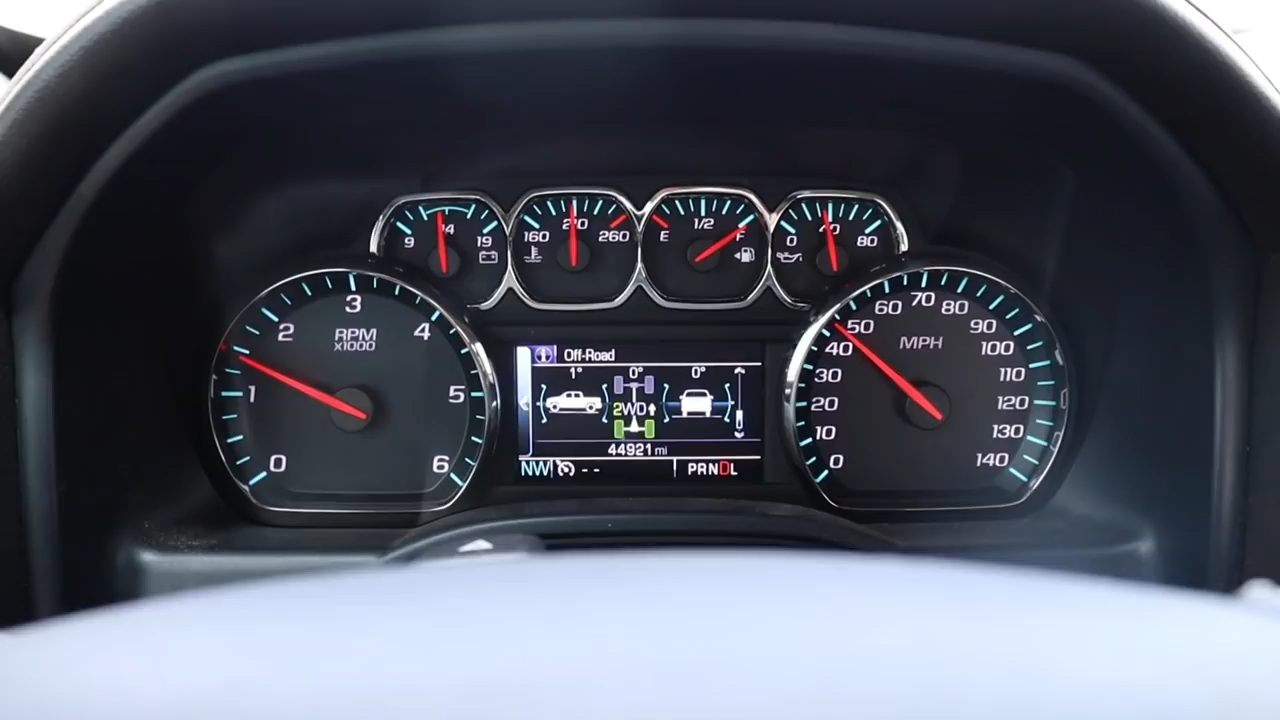 9 14 19
160 210 260
E 1/2 F
0 40 80
0 1 2 3 4 5 6
RPM
x1000
Off-Road
1° 0° 0°
2WD
44921 mi
NW -- PRNDL
0 10 20 30 40 50 60 70 80 90 100 110 120 130 140
MPH